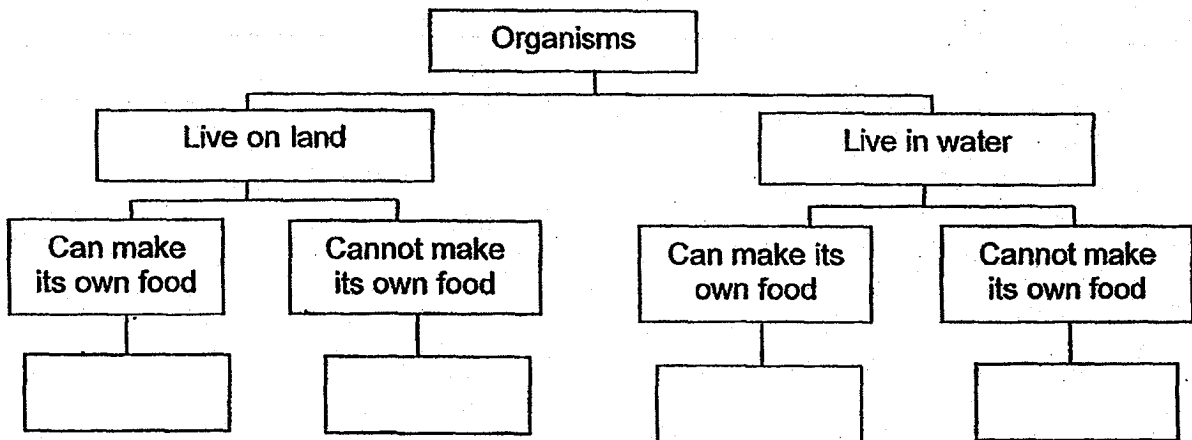 Organisms
Live on land
Live in water
Can make
its own food
Cannot make
its own food
Can make its
own food
Cannot make
its own food